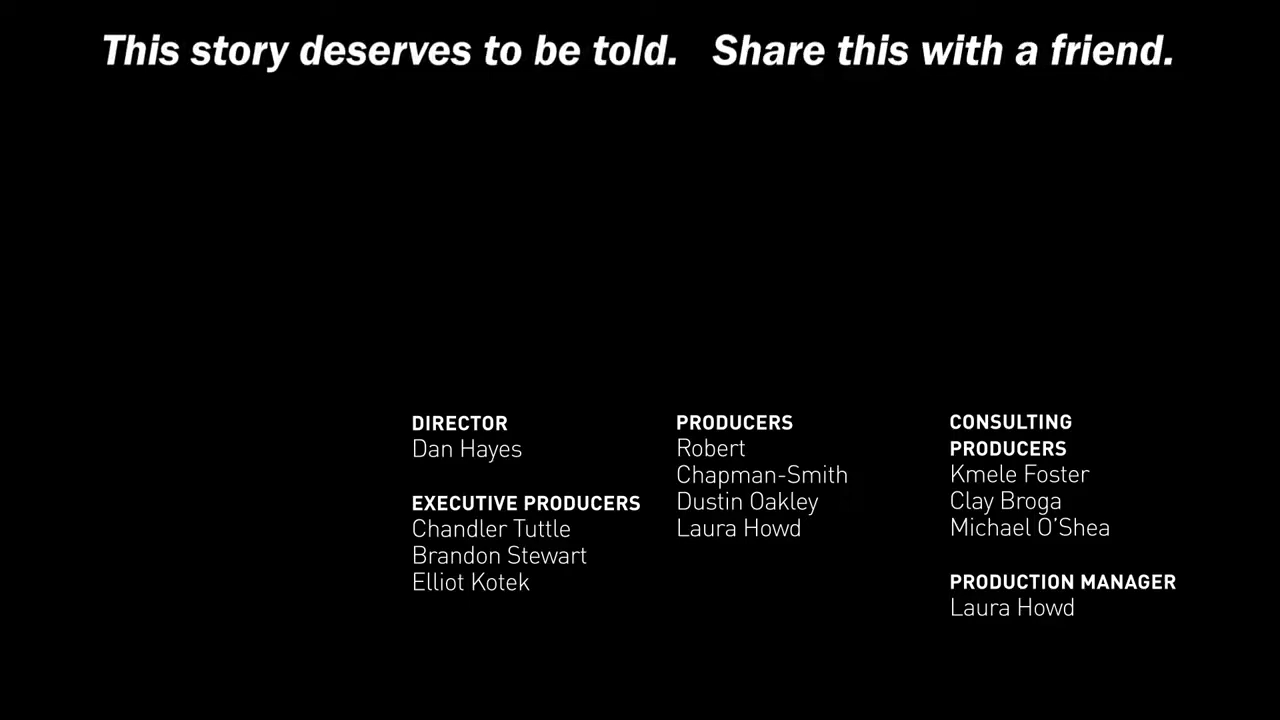 This story deserves to be told. Share this with a friend.
DIRECTOR
Dan Hayes
EXECUTIVE PRODUCERS
Chandler Tuttle
Brandon Stewart
Elliot Kotek
PRODUCERS
Robert
Chapman-Smith
Dustin Oakley
Laura Howd
CONSULTING
PRODUCERS
Kmele Foster
Clay Broga
Michael O'Shea
PRODUCTION MANAGER
Laura Howd